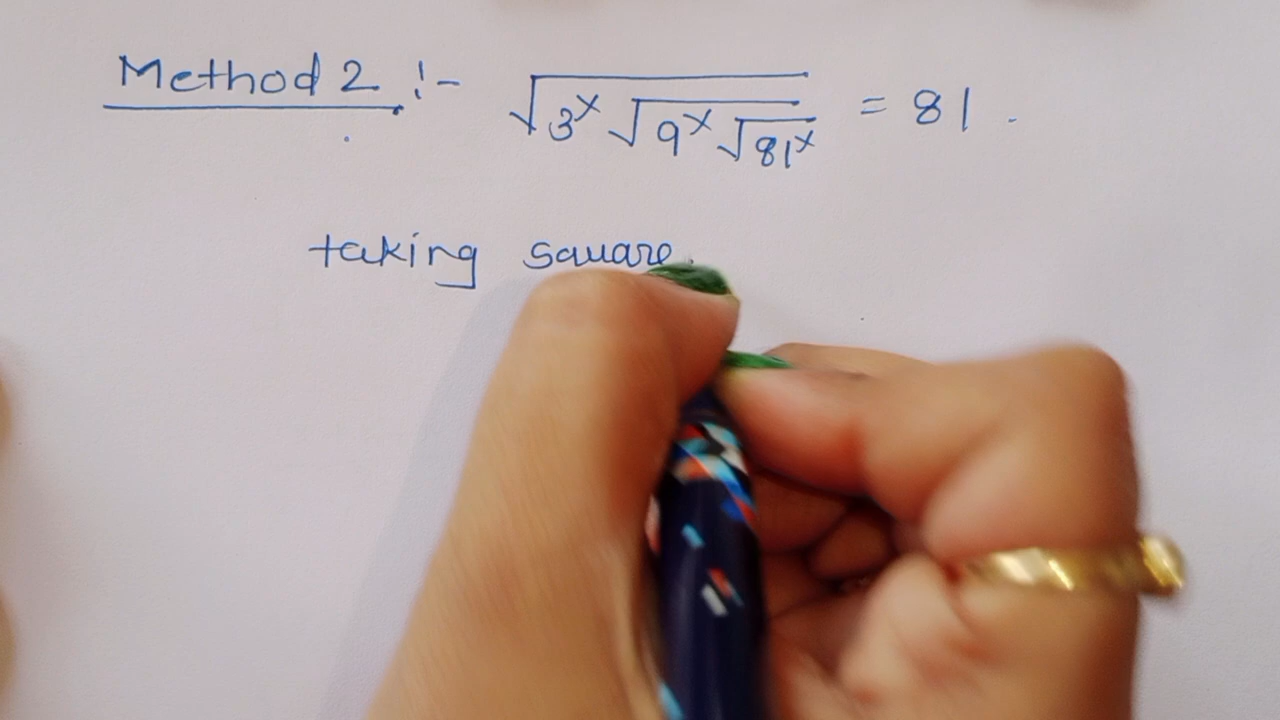 Method 2 :- √(3^x √(9^x √(81^x))) = 81 .
taking square